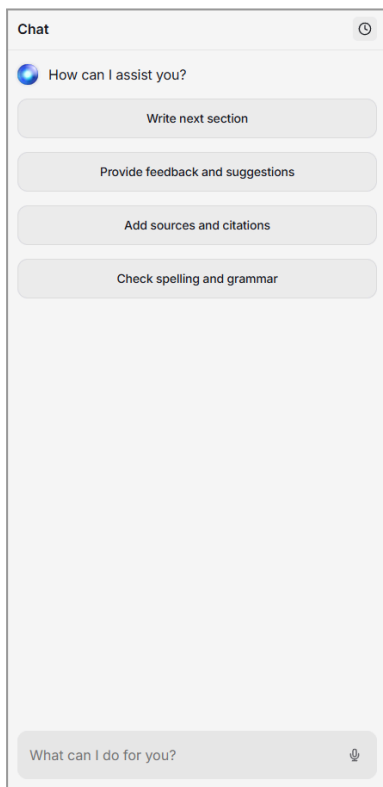 Chat
How can I assist you?
Write next section
Provide feedback and suggestions
Add sources and citations
Check spelling and grammar
What can I do for you?